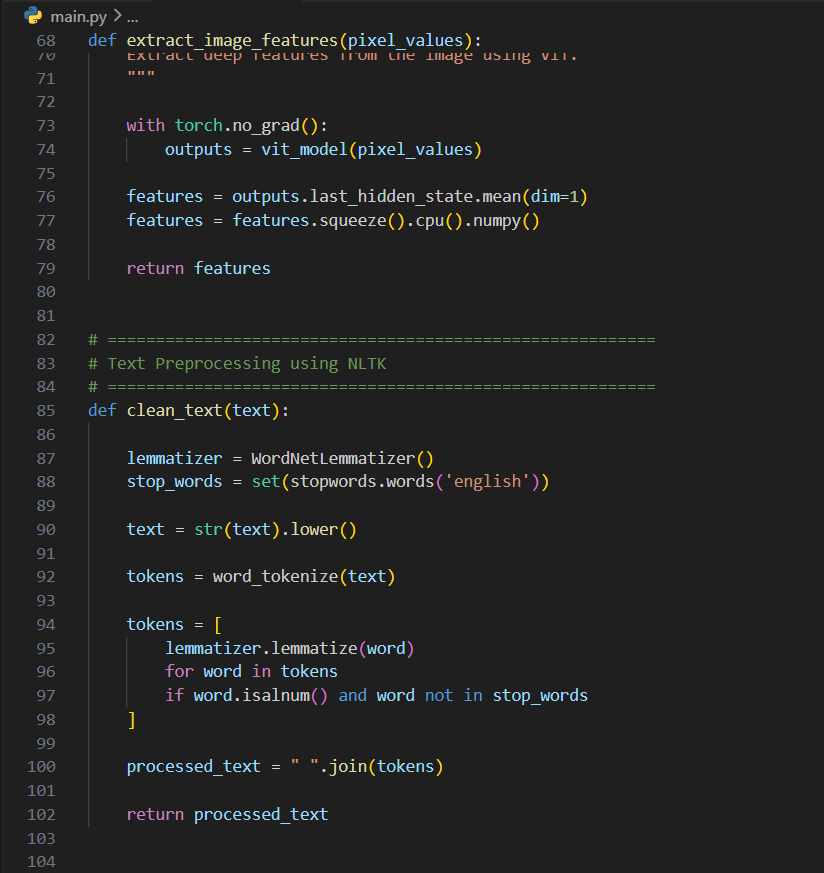 main.py > ...
68 def extract_image_features(pixel_values):
70 Extract deep features from the image using ViT.
71 """
72
73 with torch.no_grad():
74 outputs = vit_model(pixel_values)
75
76 features = outputs.last_hidden_state.mean(dim=1)
77 features = features.squeeze().cpu().numpy()
78
79 return features
80
81
82 # =========================================================
83 # Text Preprocessing using NLTK
84 # =========================================================
85 def clean_text(text):
86
87 lemmatizer = WordNetLemmatizer()
88 stop_words = set(stopwords.words('english'))
89
90 text = str(text).lower()
91
92 tokens = word_tokenize(text)
93
94 tokens = [
95 lemmatizer.lemmatize(word)
96 for word in tokens
97 if word.isalnum() and word not in stop_words
98 ]
99
100 processed_text = " ".join(tokens)
101
102 return processed_text
103
104